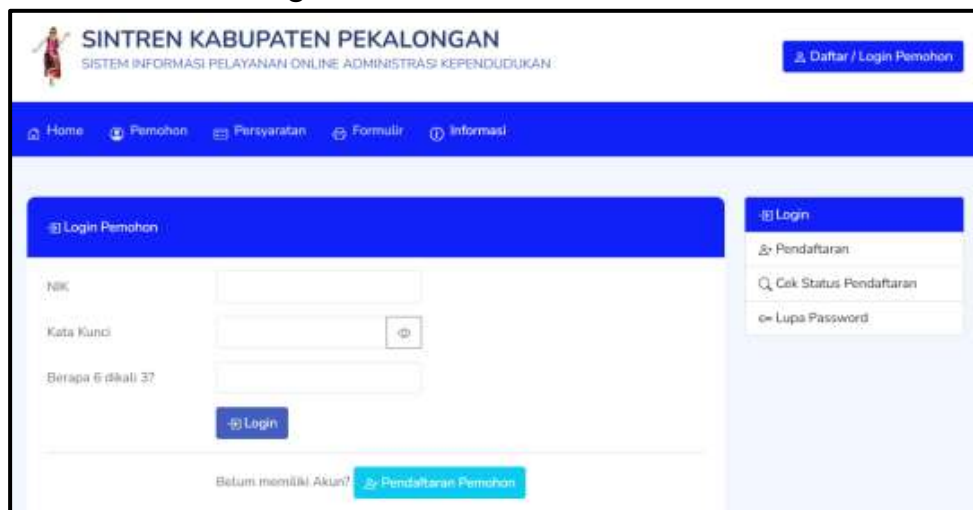 SINTREN KABUPATEN PEKALONGAN
SISTEM INFORMASI PELAYANAN ONLINE ADMINISTRASI KEPENDUDUKAN
Daftar / Login Pemohon
Home Pemohon Persyaratan Formulir Informasi
Login Pemohon
NIK
Kata Kunci
Berapa 6 dikali 3?
Login
Belum memiliki Akun? Pendaftaran Pemohon
Login
Pendaftaran
Cek Status Pendaftaran
Lupa Password